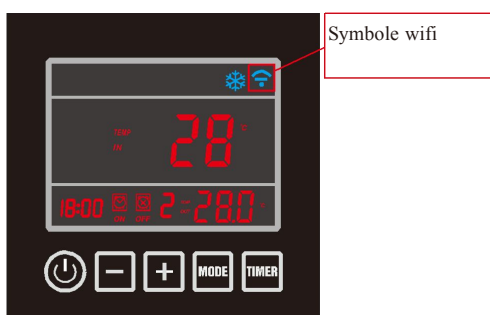 Symbole wifi
TEMP
IN
28
18:00 ON OFF 2 28.0
MODE TIMER